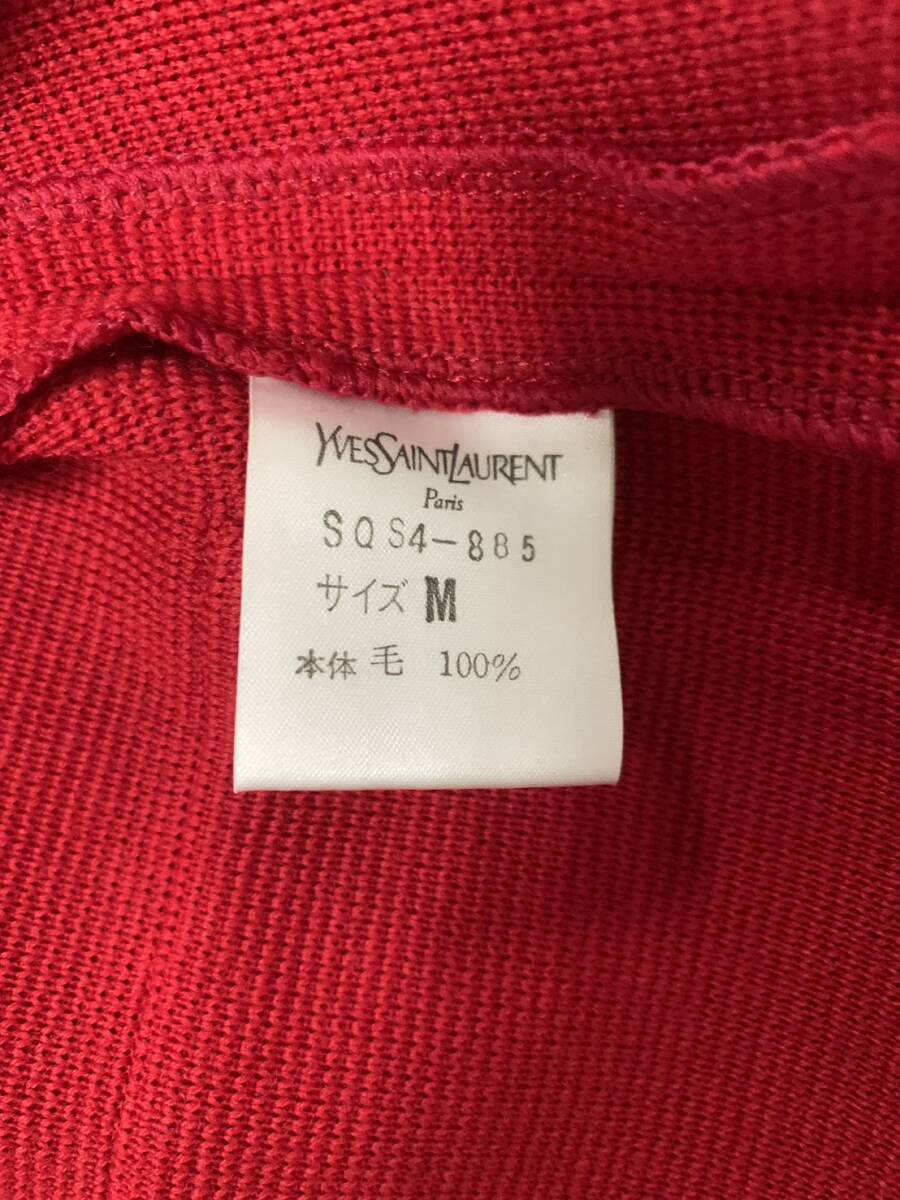 YVESSAINTLAURENT
Paris
SQS4-885
サイズ M
本体 毛 100%